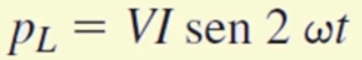 p_L = VI sen 2 ωt